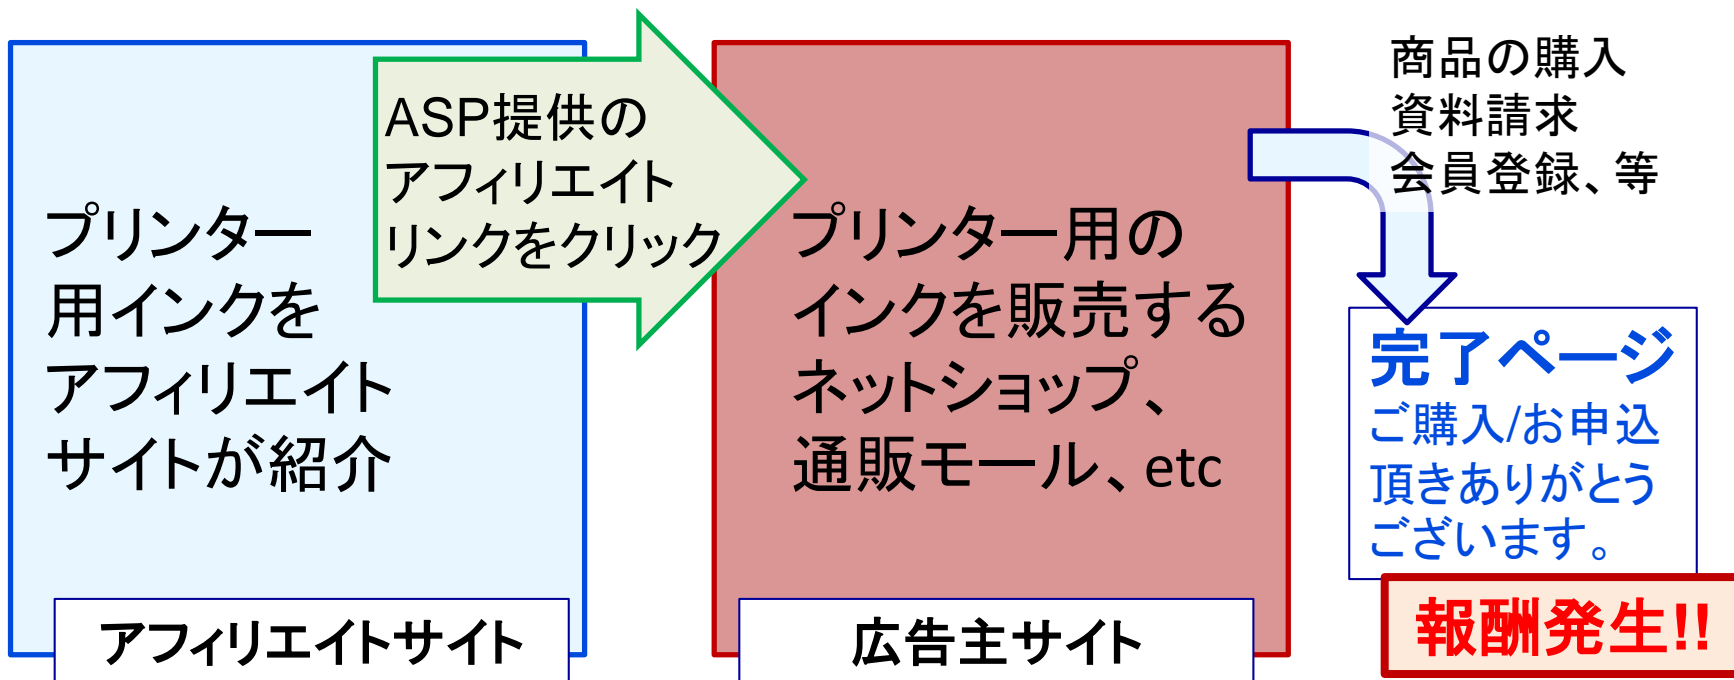 プリンター
用インクを
アフィリエイト
サイトが紹介
アフィリエイトサイト
ASP提供の
アフィリエイト
リンクをクリック
プリンター用の
インクを販売する
ネットショップ、
通販モール、etc
広告主サイト
商品の購入
資料請求
会員登録、等
完了ページ
ご購入/お申込
頂きありがとう
ございます。
報酬発生!!